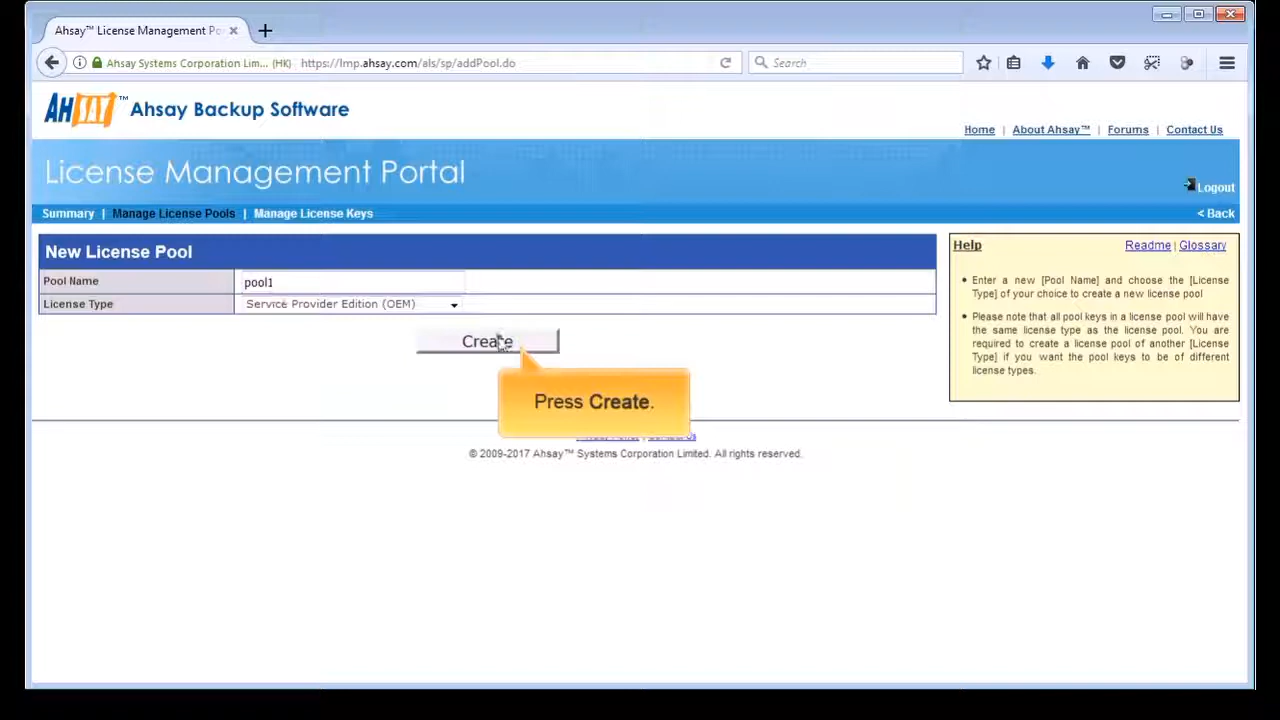 Ahsay™ License Management Po
Ahsay Systems Corporation Lim... (HK)
https://lmp.ahsay.com/als/sp/addPool.do
Search
AHSAY™ Ahsay Backup Software
Home | About Ahsay™ | Forums | Contact Us
License Management Portal
Logout
Summary | Manage License Pools | Manage License Keys
< Back
New License Pool
Pool Name
pool1
License Type
Service Provider Edition (OEM)
Create
Press Create.
Help
Readme | Glossary
Enter a new [Pool Name] and choose the [License
Type] of your choice to create a new license pool
Please note that all pool keys in a license pool will have
the same license type as the license pool. You are
required to create a license pool of another [License
Type] if you want the pool keys to be of different
license types.
Contact Us
© 2009-2017 Ahsay™ Systems Corporation Limited. All rights reserved.